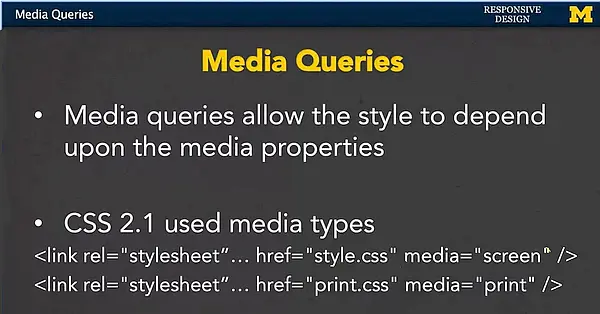 Media Queries
RESPONSIVE
DESIGN
M
Media Queries
• Media queries allow the style to depend
upon the media properties
• CSS 2.1 used media types
<link rel="stylesheet”… href="style.css" media="screen" />
<link rel="stylesheet”… href="print.css" media="print" />